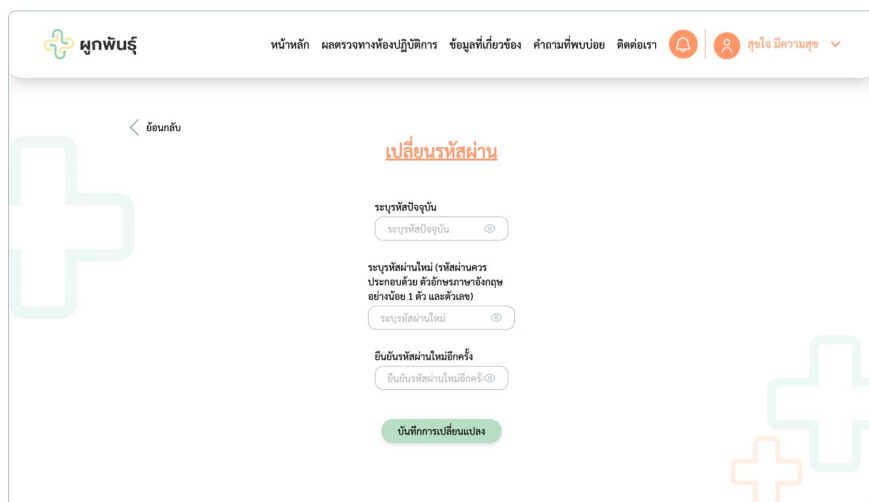 ผูกพันธุ์
หน้าหลัก ผลตรวจทางห้องปฏิบัติการ ข้อมูลที่เกี่ยวข้อง คำถามที่พบบ่อย ติดต่อเรา สุขใจ มีความสุข
ย้อนกลับ
เปลี่ยนรหัสผ่าน
ระบุรหัสปัจจุบัน
ระบุรหัสปัจจุบัน
ระบุรหัสผ่านใหม่ (รหัสผ่านควร
ประกอบด้วย ตัวอักษรภาษาอังกฤษ
อย่างน้อย 1 ตัว และตัวเลข)
ระบุรหัสผ่านใหม่
ยืนยันรหัสผ่านใหม่อีกครั้ง
ยืนยันรหัสผ่านใหม่อีกครั้
บันทึกการเปลี่ยนแปลง